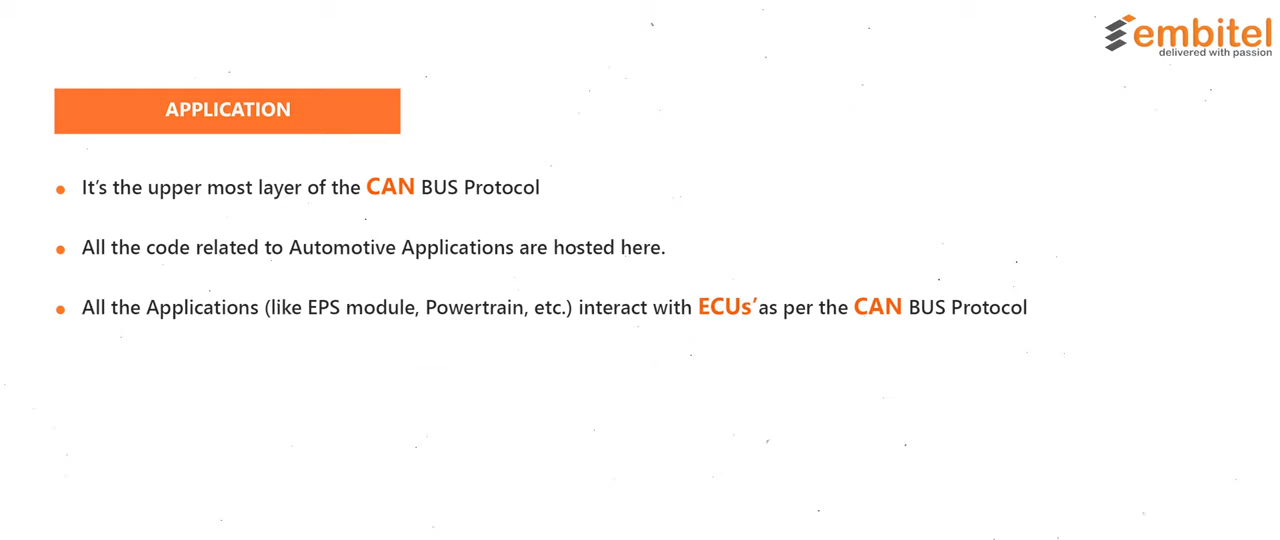 embitel
delivered with passion
APPLICATION
It's the upper most layer of the CAN BUS Protocol
All the code related to Automotive Applications are hosted here.
All the Applications (like EPS module, Powertrain, etc.) interact with ECUs' as per the CAN BUS Protocol